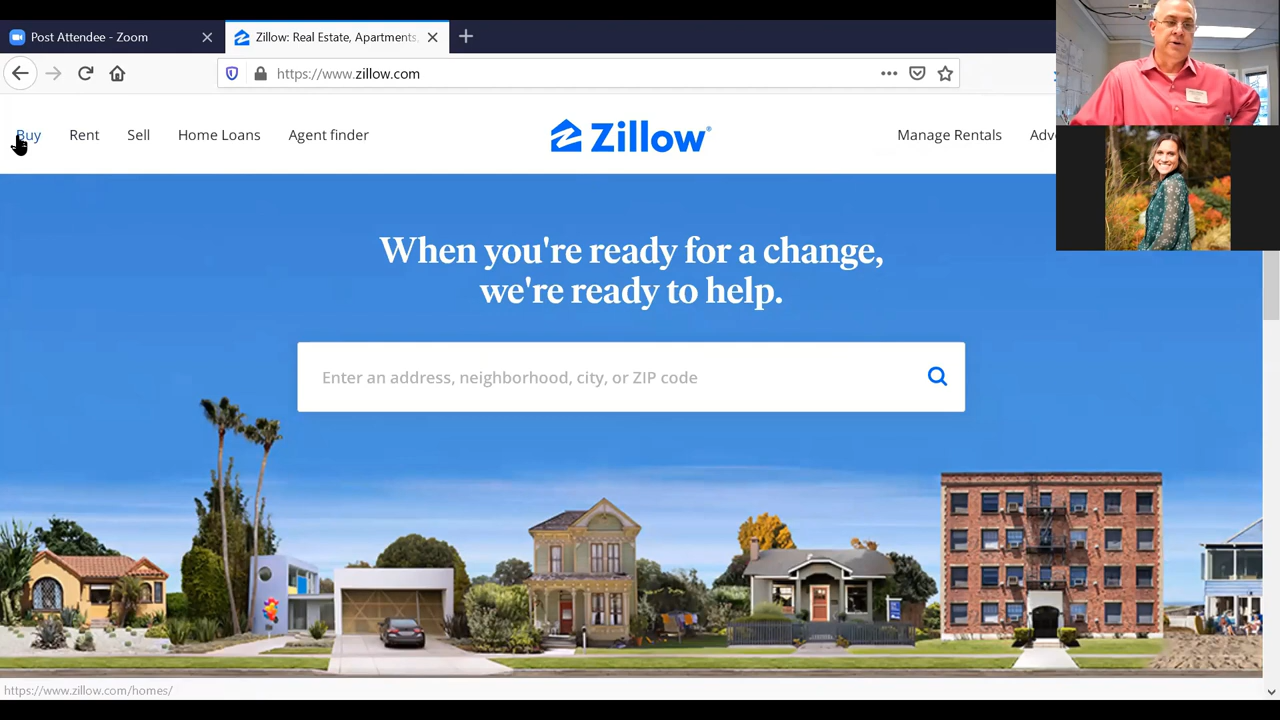 Post Attendee - Zoom
Zillow: Real Estate, Apartments,
https://www.zillow.com
Buy Rent Sell Home Loans Agent finder
Zillow®
Manage Rentals Adve
When you're ready for a change,
we're ready to help.
Enter an address, neighborhood, city, or ZIP code
https://www.zillow.com/homes/